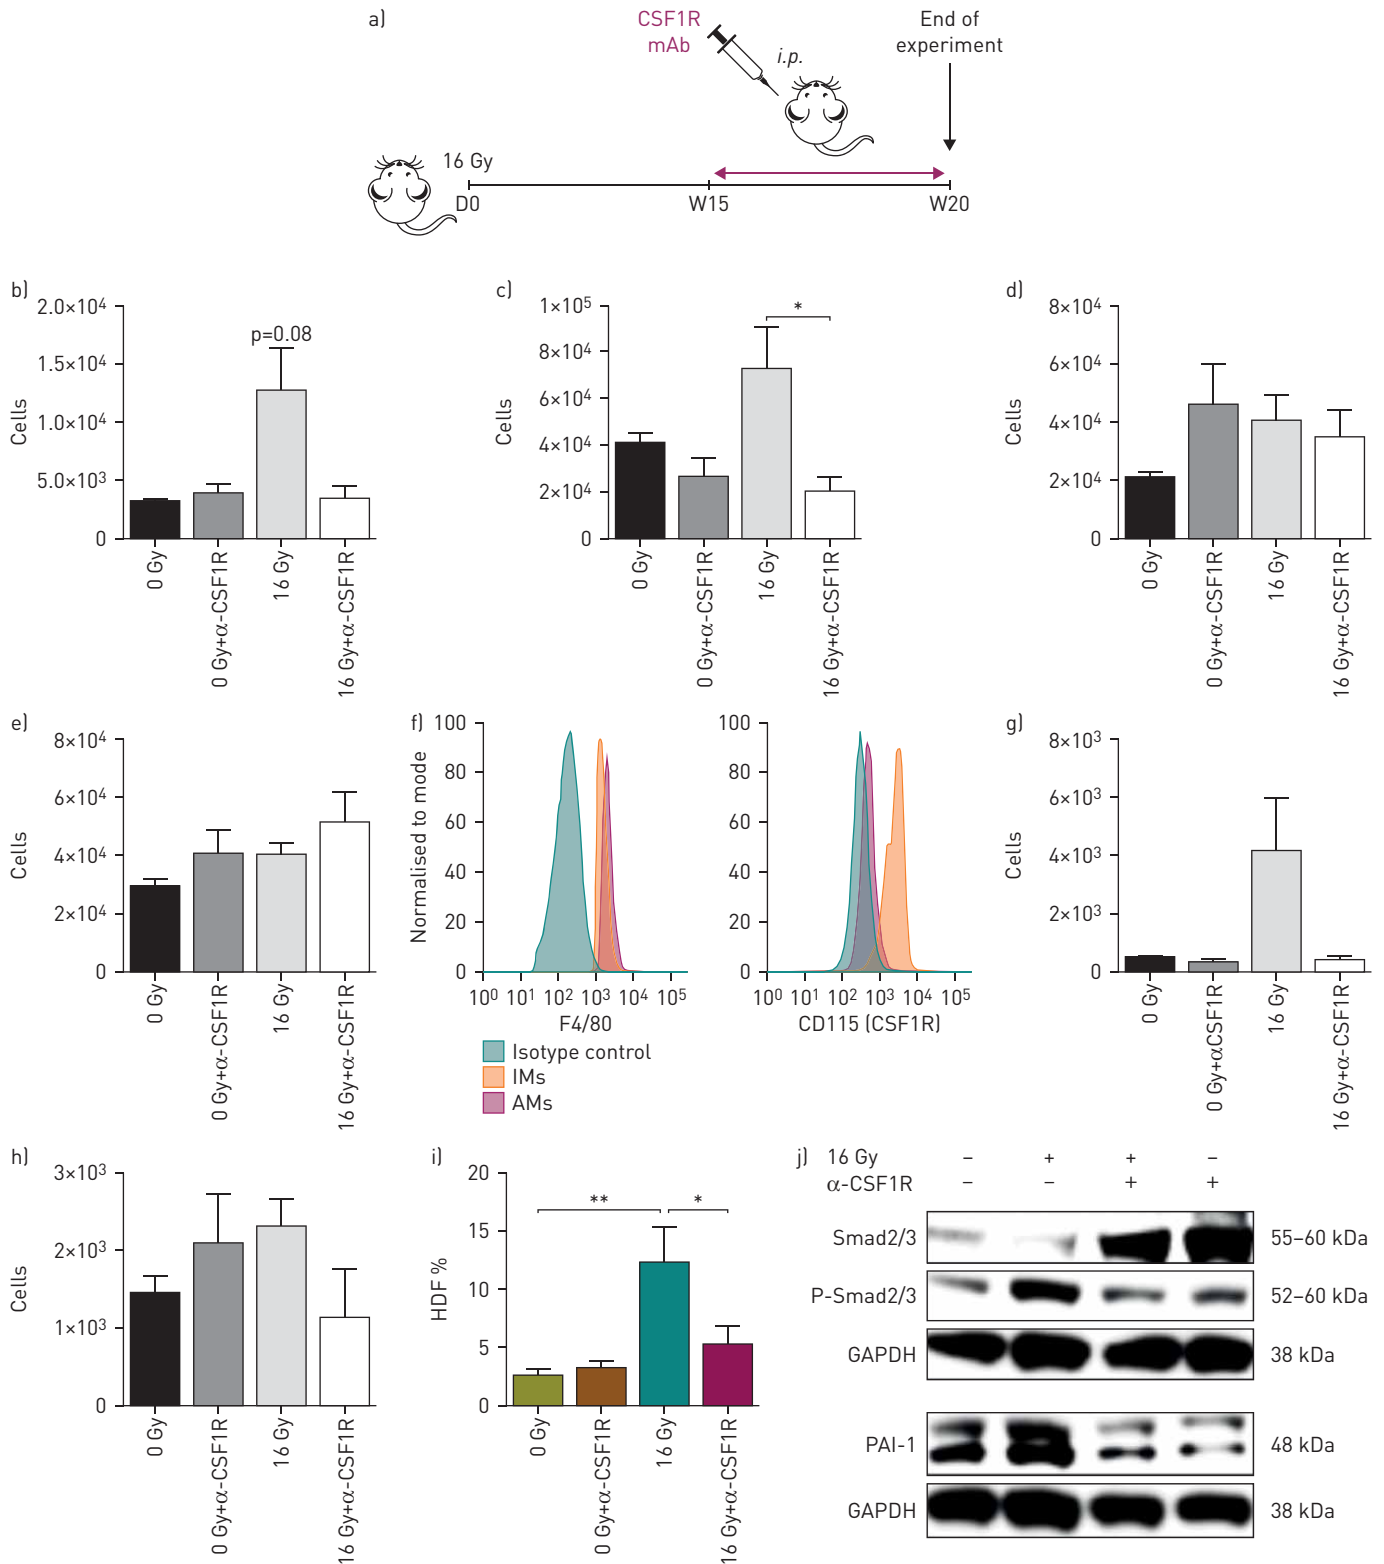 a)
CSF1R
mAb
i.p.
End of
experiment
16 Gy
D0
W15
W20
b)
2.0×10⁴
1.5×10⁴
1.0×10⁴
5.0×10³
0
Cells
p=0.08
0 Gy
0 Gy+α-CSF1R
16 Gy
16 Gy+α-CSF1R
c)
1×10⁵
8×10⁴
6×10⁴
4×10⁴
2×10⁴
0
Cells
*
0 Gy
0 Gy+α-CSF1R
16 Gy
16 Gy+α-CSF1R
d)
8×10⁴
6×10⁴
4×10⁴
2×10⁴
0
Cells
0 Gy
0 Gy+α-CSF1R
16 Gy
16 Gy+α-CSF1R
e)
8×10⁴
6×10⁴
4×10⁴
2×10⁴
0
Cells
0 Gy
0 Gy+α-CSF1R
16 Gy
16 Gy+α-CSF1R
f)
100
80
60
40
20
0
Normalised to mode
10⁰ 10¹ 10² 10³ 10⁴ 10⁵
F4/80
100
80
60
40
20
0
10⁰ 10¹ 10² 10³ 10⁴ 10⁵
CD115 (CSF1R)
Isotype control
IMs
AMs
g)
8×10³
6×10³
4×10³
2×10³
0
Cells
0 Gy
0 Gy+αCSF1R
16 Gy
16 Gy+α-CSF1R
h)
3×10³
2×10³
1×10³
0
Cells
0 Gy
0 Gy+α-CSF1R
16 Gy
16 Gy+α-CSF1R
i)
20
15
10
5
0
HDF %
**
*
0 Gy
0 Gy+α-CSF1R
16 Gy
16 Gy+α-CSF1R
j)
16 Gy – + + –
α-CSF1R – – + +
Smad2/3 55–60 kDa
P-Smad2/3 52–60 kDa
GAPDH 38 kDa
PAI-1 48 kDa
GAPDH 38 kDa